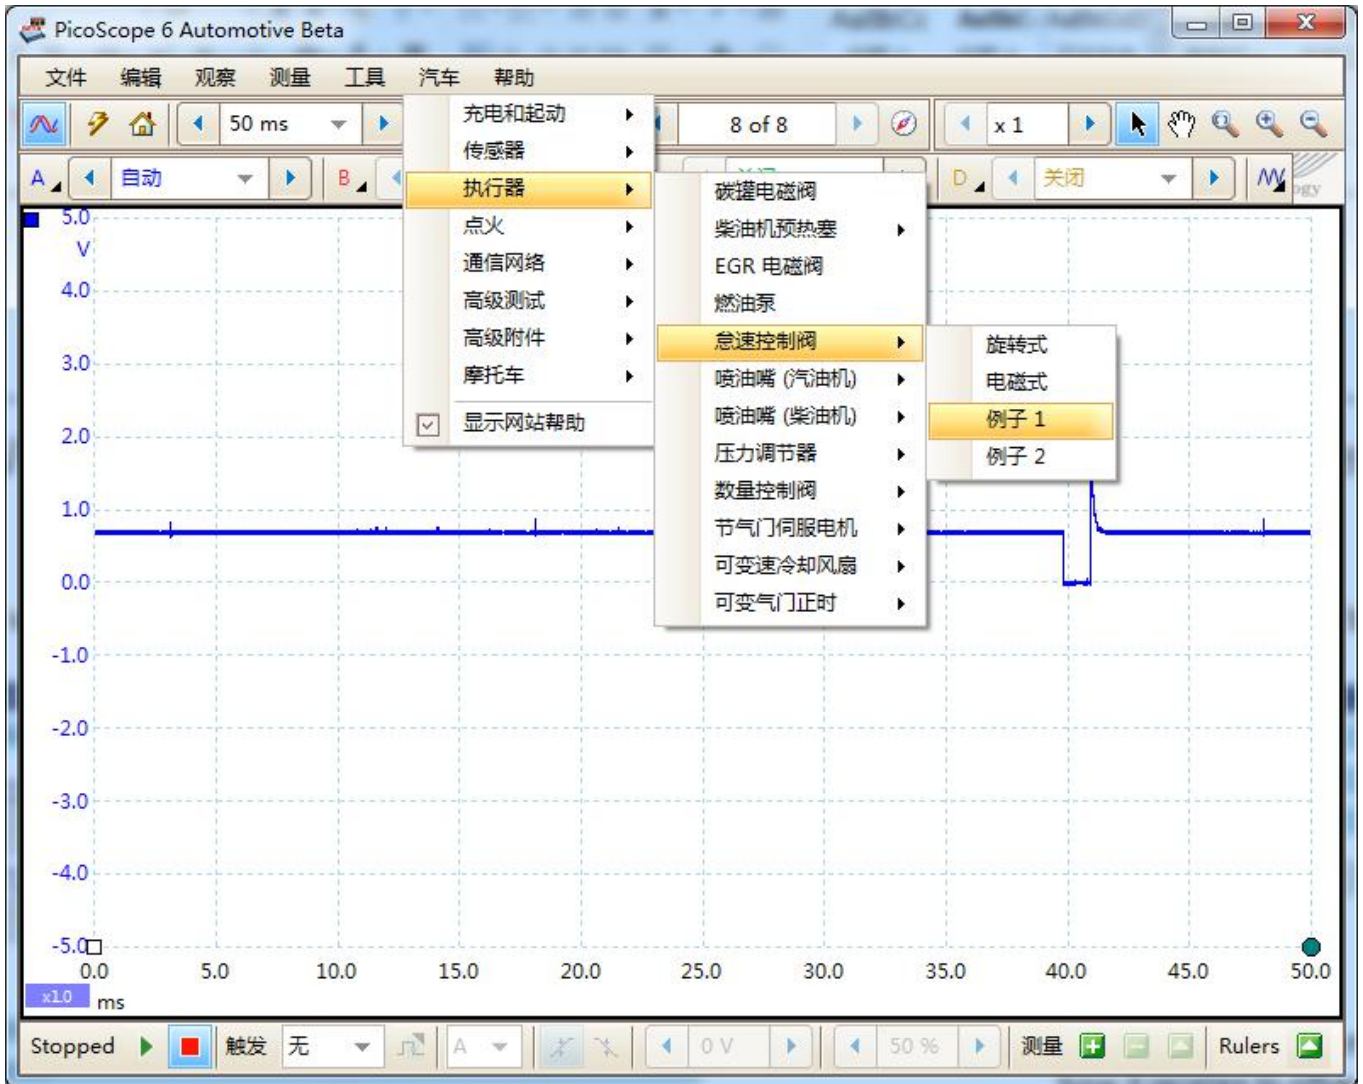 PicoScope 6 Automotive Beta
文件 编辑 观察 测量 工具 汽车 帮助
50 ms 8 of 8 x 1
A 自动 B D 关闭
充电和起动
传感器
执行器
点火
通信网络
高级测试
高级附件
摩托车
显示网站帮助
碳罐电磁阀
柴油机预热塞
EGR 电磁阀
燃油泵
怠速控制阀
喷油嘴 (汽油机)
喷油嘴 (柴油机)
压力调节器
数量控制阀
节气门伺服电机
可变速冷却风扇
可变气门正时
旋转式
电磁式
例子 1
例子 2
5.0
V
4.0
3.0
2.0
1.0
0.0
-1.0
-2.0
-3.0
-4.0
-5.0
0.0 5.0 10.0 15.0 20.0 25.0 30.0 35.0 40.0 45.0 50.0
x1.0 ms
Stopped 触发 无 A 0 V 50 % 测量 Rulers